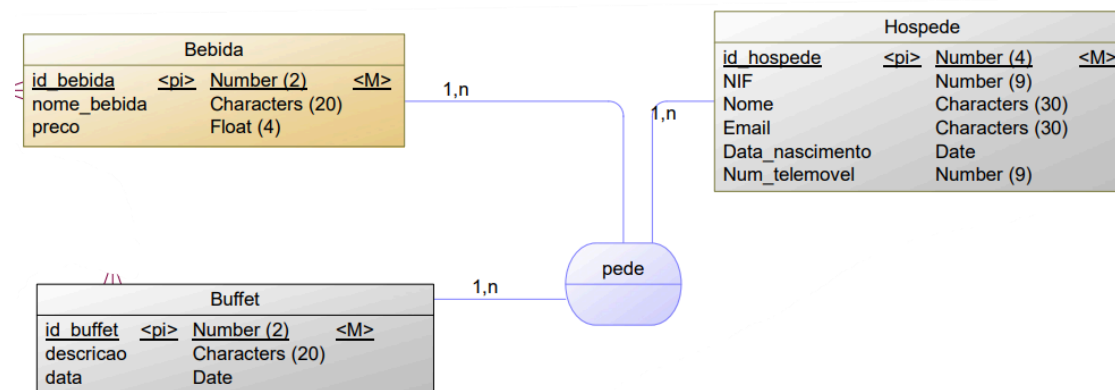 Bebida
id_bebida <pi> Number (2) <M>
nome_bebida Characters (20)
preco Float (4)
1,n
Hospede
id_hospede <pi> Number (4) <M>
NIF Number (9)
Nome Characters (30)
Email Characters (30)
Data_nascimento Date
Num_telemovel Number (9)
1,n
pede
Buffet
id_buffet <pi> Number (2) <M>
descricao Characters (20)
data Date
1,n